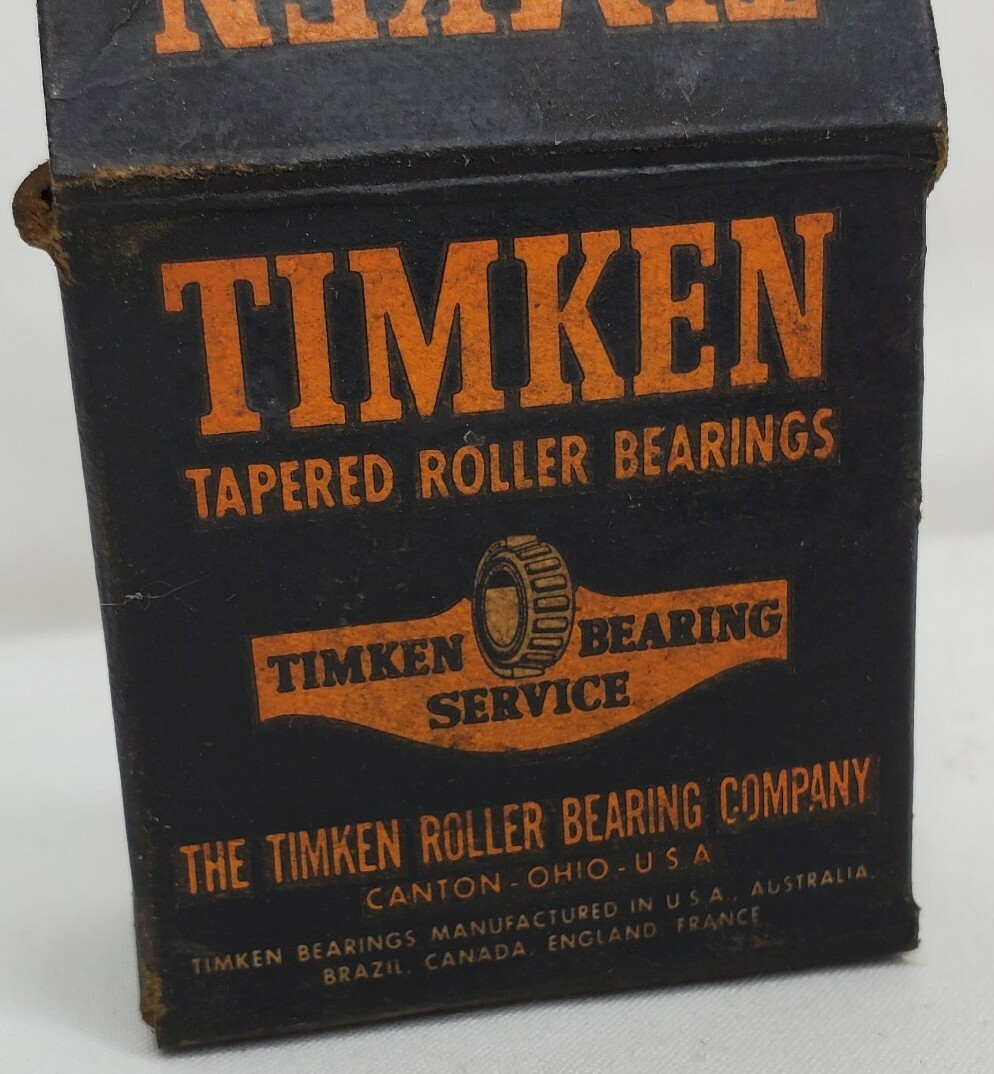 TIMKEN
TIMKEN
TAPERED ROLLER BEARINGS
TIMKEN BEARING
SERVICE
THE TIMKEN ROLLER BEARING COMPANY
CANTON-OHIO-U S A
TIMKEN BEARINGS MANUFACTURED IN U.S.A., AUSTRALIA,
BRAZIL, CANADA, ENGLAND, FRANCE